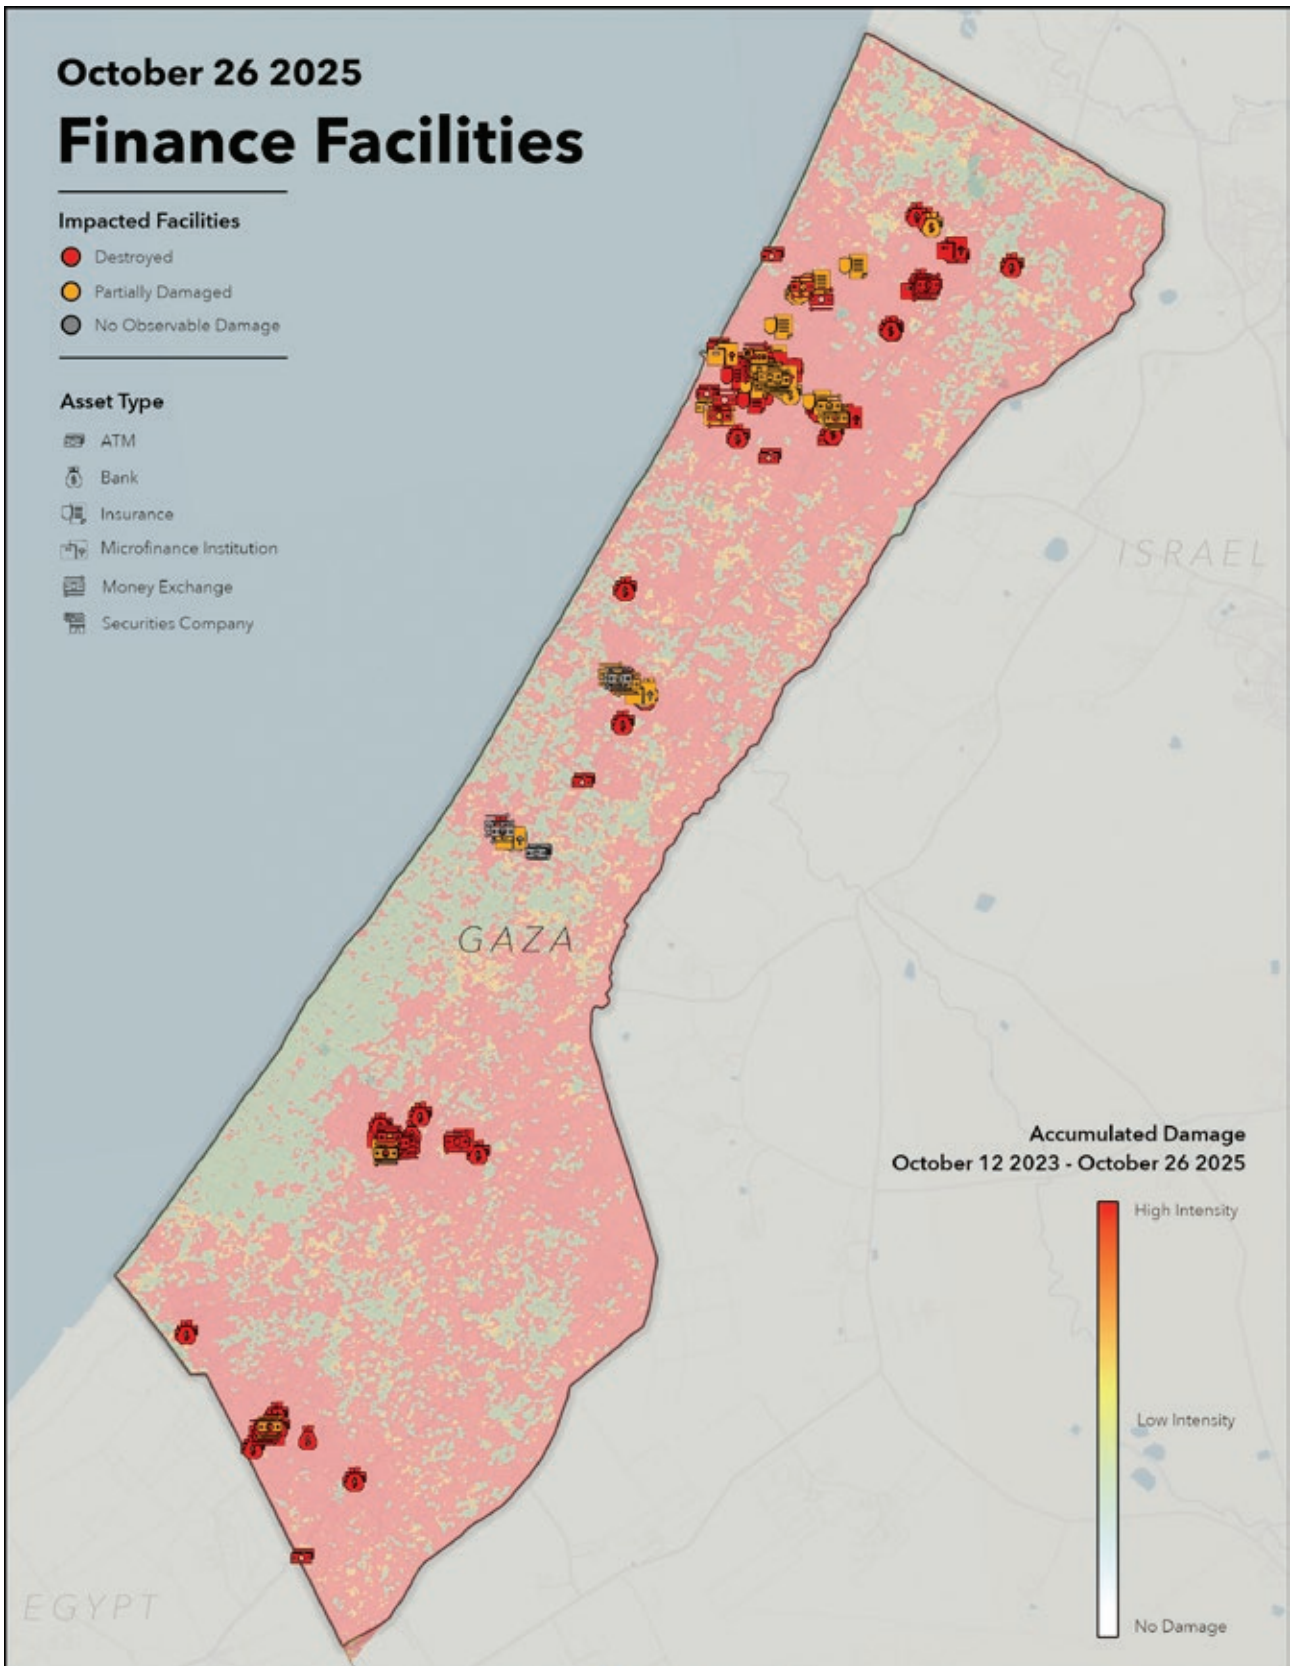 October 26 2025
Finance Facilities
Impacted Facilities
Destroyed
Partially Damaged
No Observable Damage
Asset Type
ATM
Bank
Insurance
Microfinance Institution
Money Exchange
Securities Company
ISRAEL
GAZA
Accumulated Damage
October 12 2023 - October 26 2025
High Intensity
Low Intensity
No Damage
EGYPT